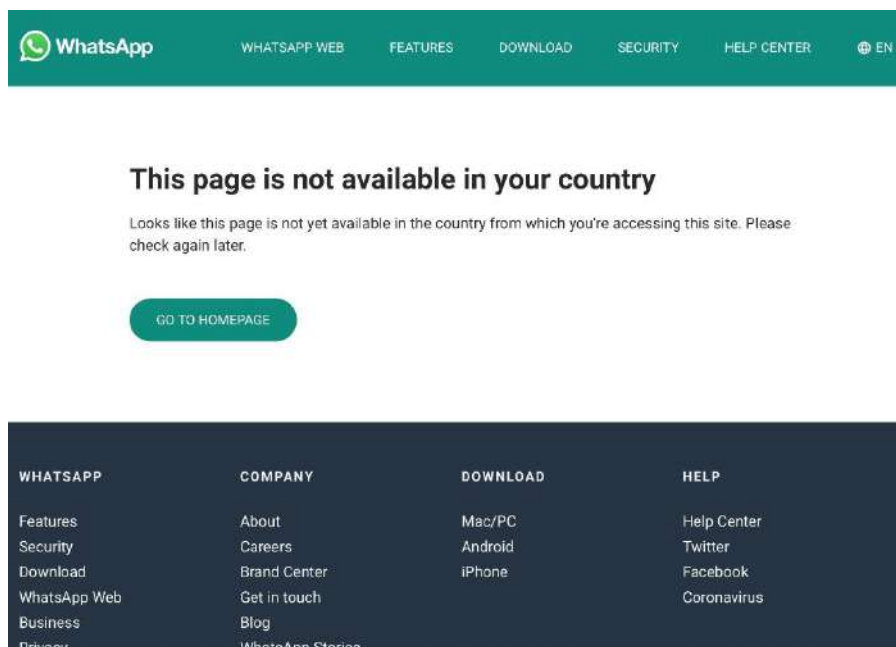 WhatsApp
WHATSAPP WEB
FEATURES
DOWNLOAD
SECURITY
HELP CENTER
EN
This page is not available in your country
Looks like this page is not yet available in the country from which you're accessing this site. Please
check again later.
GO TO HOMEPAGE
WHATSAPP
Features
Security
Download
WhatsApp Web
Business
Privacy
COMPANY
About
Careers
Brand Center
Get in touch
Blog
WhatsApp Stories
DOWNLOAD
Mac/PC
Android
iPhone
HELP
Help Center
Twitter
Facebook
Coronavirus